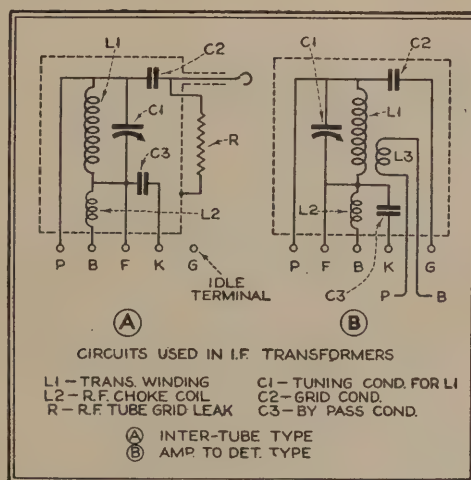 L1 C2 C1 C2
C1 L1
R L3
C3
L2 L2
P B F K G P F B K G
IDLE TERMINAL C3 P B
A B
CIRCUITS USED IN I.F. TRANSFORMERS
L1 – TRANS. WINDING C1 – TUNING COND. FOR L1
L2 – R.F. CHOKE COIL C2 – GRID COND.
R – R.F. TUBE GRID LEAK C3 – BY PASS COND.
A INTER-TUBE TYPE
B AMP. TO DET. TYPE